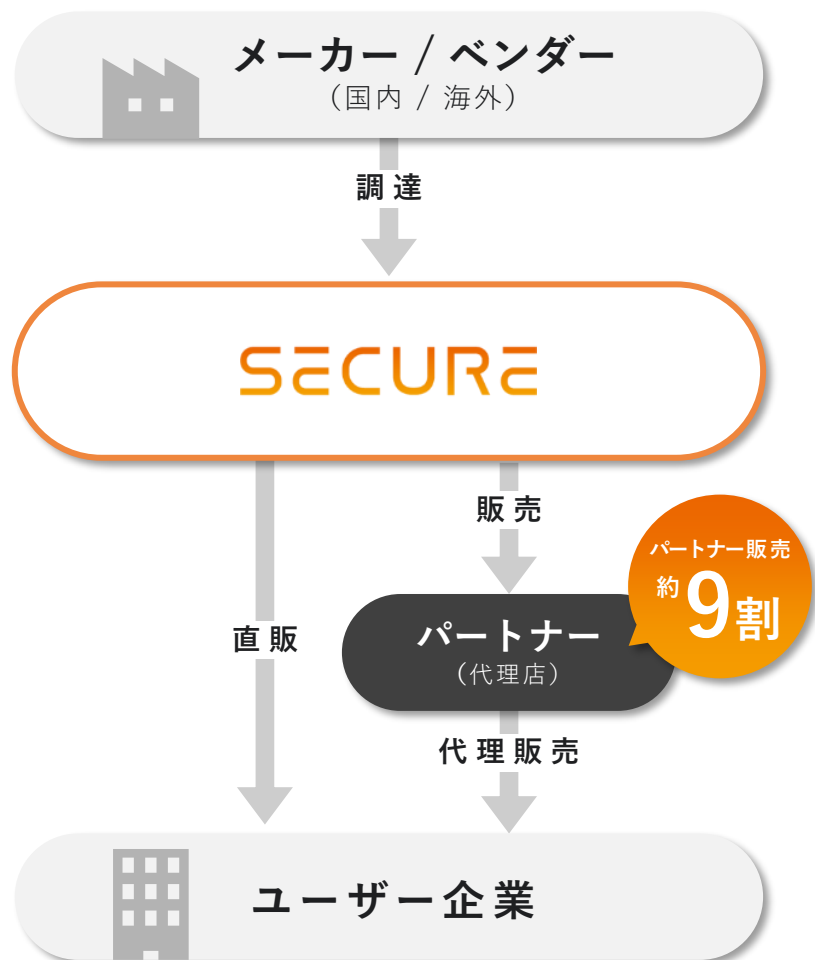 メーカー / ベンダー
（国内 / 海外）
調達
SECURE
販売
パートナー販売
約9割
直販
パートナー
（代理店）
代理販売
ユーザー企業